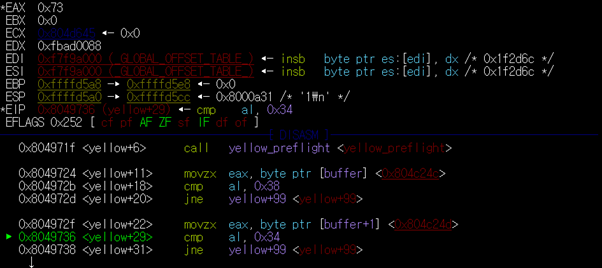 *EAX  0x73
EBX  0x0
ECX ◂— 0x0
EDX  0xfbad0088
EDI  0xf7f9a000 (_GLOBAL_OFFSET_TABLE_) ◂— insb   byte ptr es:[edi], dx /* 0x1f2d6c */
ESI  0xf7f9a000 (_GLOBAL_OFFSET_TABLE_) ◂— insb   byte ptr es:[edi], dx /* 0x1f2d6c */
EBP  0xffffd5a8 —▸ 0xffffd5e8 ◂— 0x0
ESP  0xffffd5a0 —▸ 0xffffd5cc ◂— 0x8000a31 /* '1₩n' */
*EIP  0x8049736 (yellow+29) ◂— cmp    al, 0x34
EFLAGS 0x252 [ cf pf AF ZF sf IF df of ]
[ DISASM ]
0x804971f <yellow+6>      call   yellow_preflight <yellow_preflight>
0x8049724 <yellow+11>     movzx  eax, byte ptr [buffer] <0x804c24c>
0x804972b <yellow+18>     cmp    al, 0x38
0x804972d <yellow+20>     jne    yellow+99 <yellow+99>
0x804972f <yellow+22>     movzx  eax, byte ptr [buffer+1] <0x804c24d>
► 0x8049736 <yellow+29>     cmp    al, 0x34
0x8049738 <yellow+31>     jne    yellow+99 <yellow+99>
↓